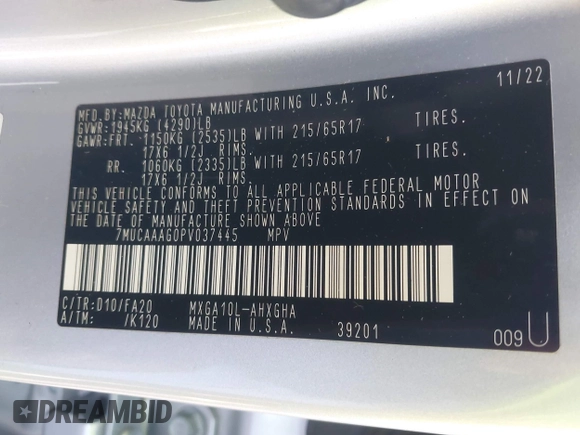 MFD.BY:MAZDA TOYOTA MANUFACTURING U.S.A. INC. 11/22
GVWR:1945KG (4290)LB
GAWR:FRT. 1150KG (2535)LB WITH 215/65R17 TIRES.
17X6 1/2J RIMS.
RR. 1060KG (2335)LB WITH 215/65R17 TIRES.
17X6 1/2J RIMS.
THIS VEHICLE CONFORMS TO ALL APPLICABLE FEDERAL MOTOR
VEHICLE SAFETY AND THEFT PREVENTION STANDARDS IN EFFECT ON
THE DATE OF MANUFACTURE SHOWN ABOVE
7MUCAAAG0PV037445 MPV
C/TR:D10/FA20 MXGA10L-AHXGHA
A/TM: /K120 MADE IN U.S.A. 39201 009U
DREAMBID